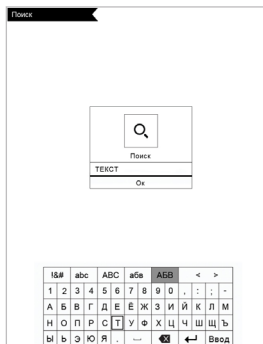 Поиск
Поиск
ТЕКСТ
Ок
!&# abc ABC абв АБВ < >
1 2 3 4 5 6 7 8 9 0 , : ; -
А Б В Г Д Е Ё Ж З И Й К Л М
Н О П Р С Т У Ф Х Ц Ч Ш Щ Ъ
Ы Ь Э Ю Я . Ввод